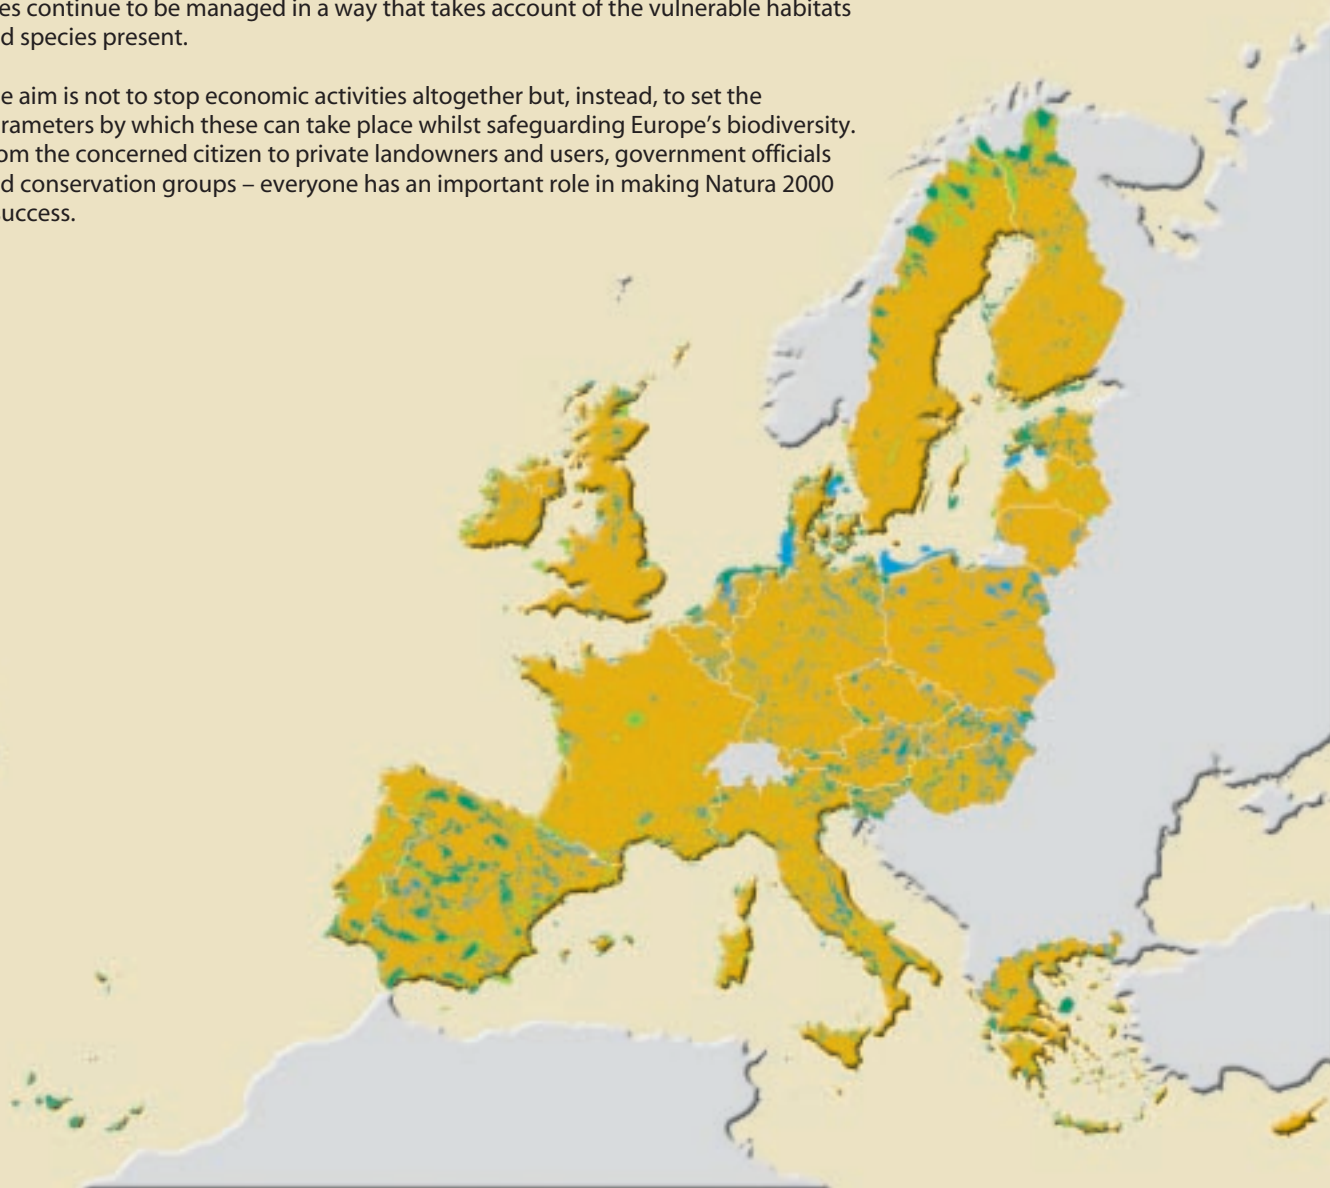 es continue to be managed in a way that takes account of the vulnerable habitats
d species present.
e aim is not to stop economic activities altogether but, instead, to set the
rameters by which these can take place whilst safeguarding Europe’s biodiversity.
om the concerned citizen to private landowners and users, government officials
d conservation groups – everyone has an important role in making Natura 2000
uccess.